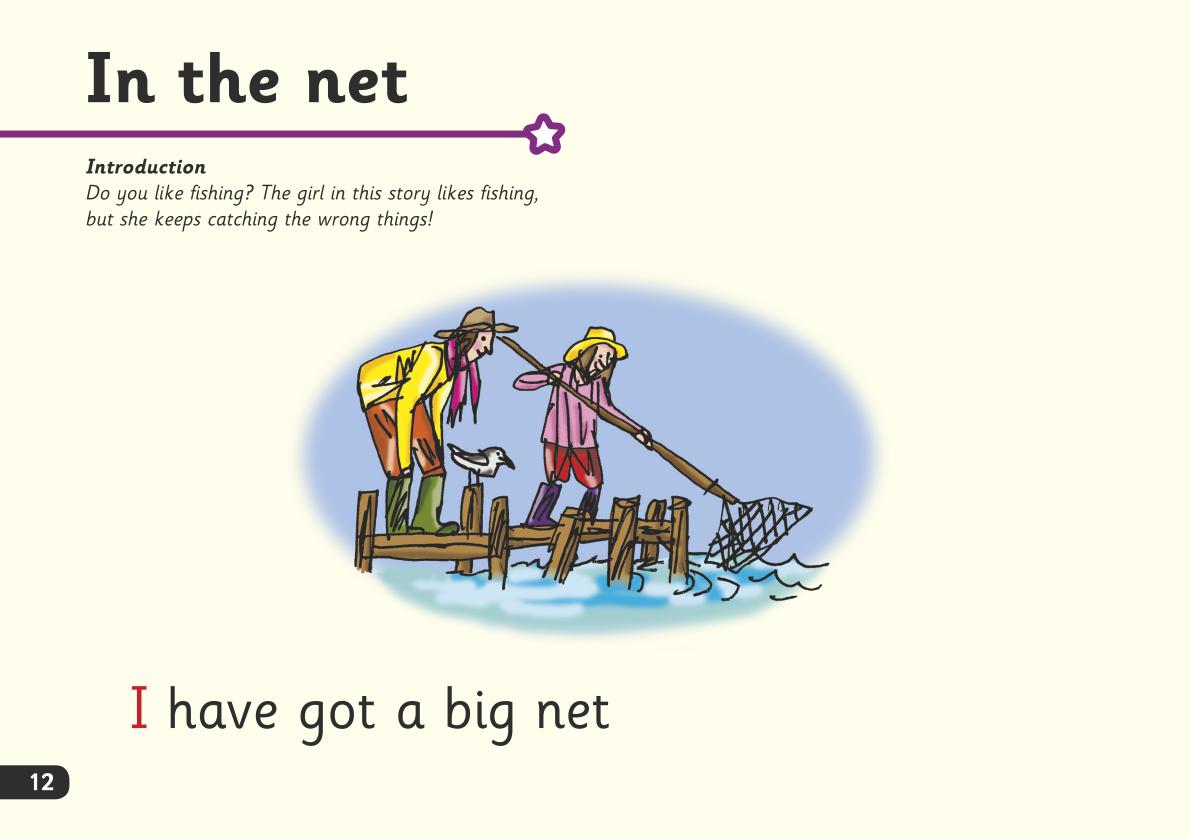 In the net
Introduction
Do you like fishing? The girl in this story likes fishing,
but she keeps catching the wrong things!
I have got a big net
12